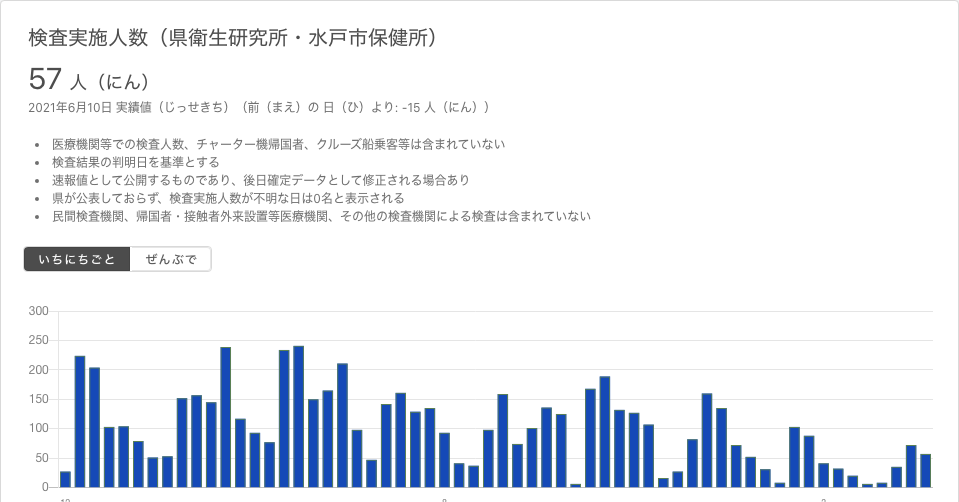 検査実施人数（県衛生研究所・水戸市保健所）
57 人（にん）
2021年6月10日 実績値（じっせきち）（前（まえ）の 日（ひ）より: -15 人（にん））
• 医療機関等での検査人数、チャーター機帰国者、クルーズ船乗客等は含まれていない
• 検査結果の判明日を基準とする
• 速報値として公開するものであり、後日確定データとして修正される場合あり
• 県が公表しておらず、検査実施人数が不明な日は0名と表示される
• 民間検査機関、帰国者・接触者外来設置等医療機関、その他の検査機関による検査は含まれていない
いちにちごと ぜんぶで
300
250
200
150
100
50
0